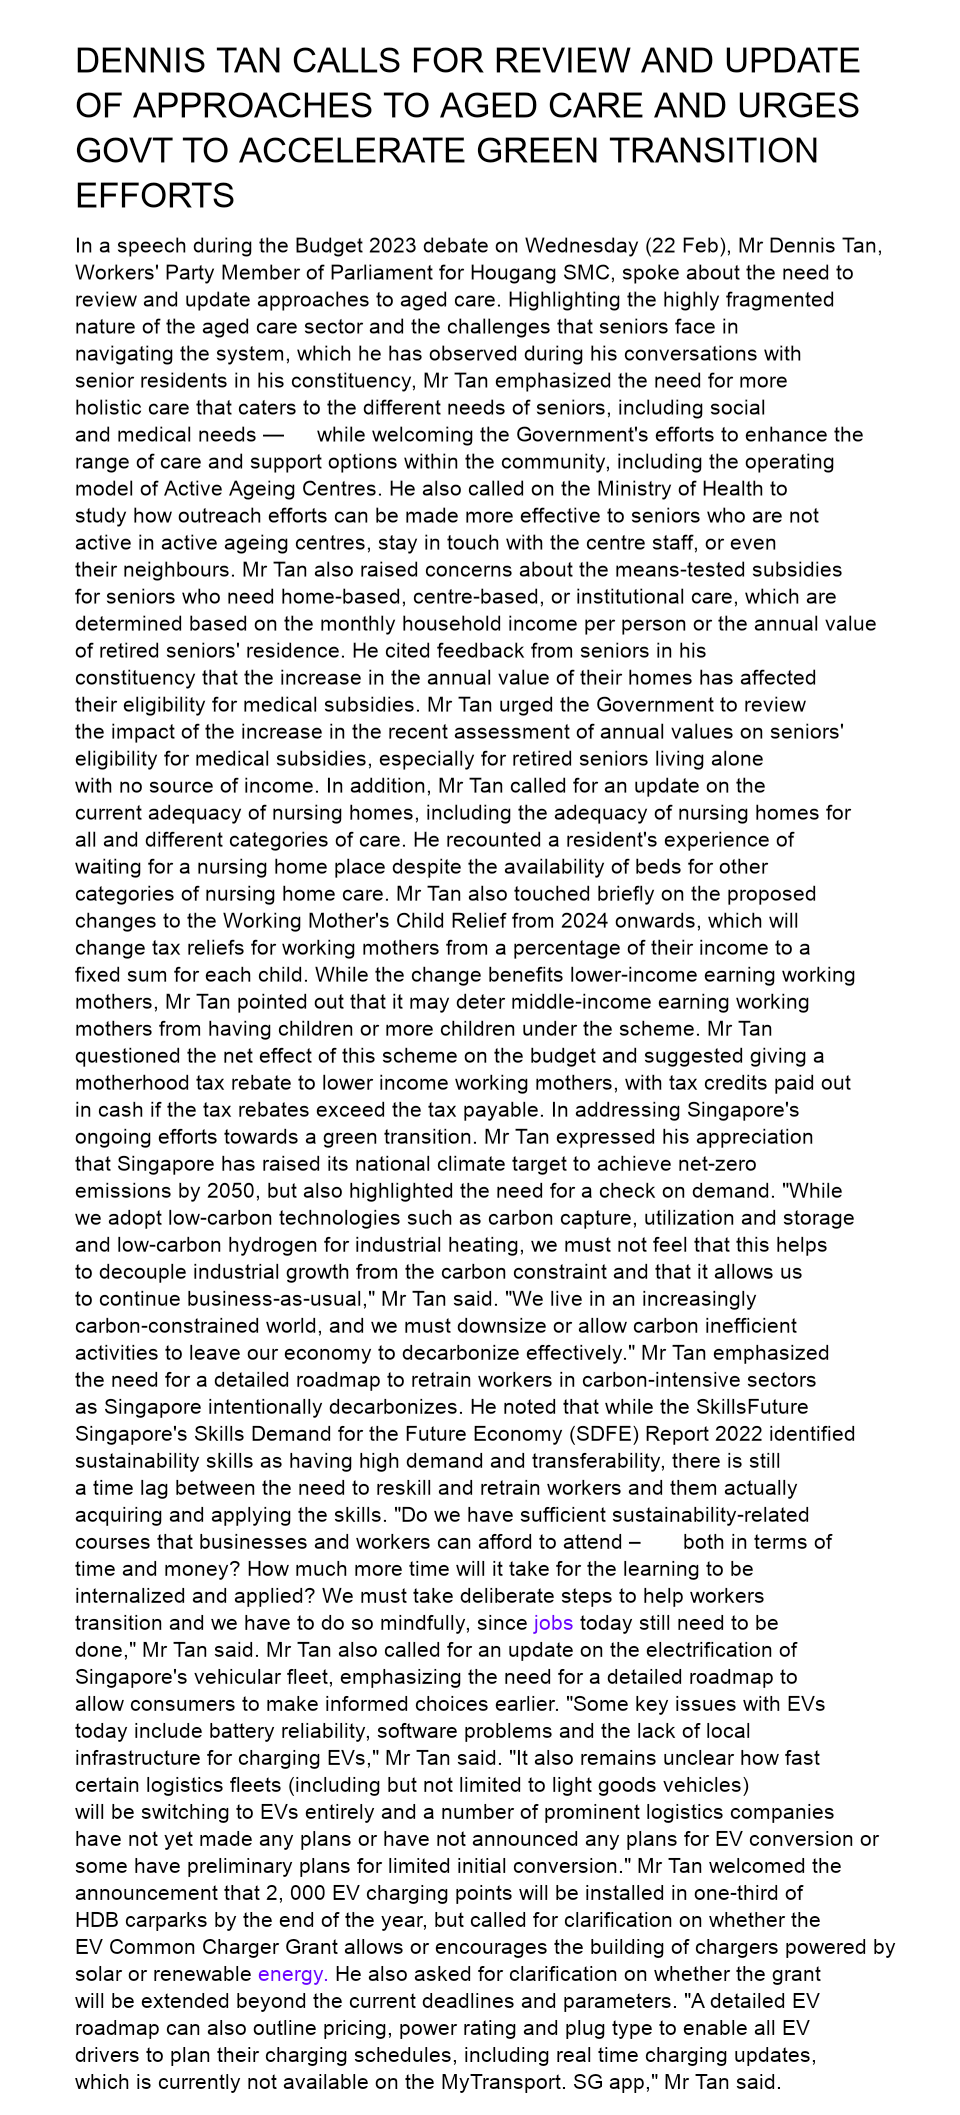 DENNIS TAN CALLS FOR REVIEW AND UPDATE
OF APPROACHES TO AGED CARE AND URGES
GOVT TO ACCELERATE GREEN TRANSITION
EFFORTS
In a speech during the Budget 2023 debate on Wednesday (22 Feb), Mr Dennis Tan,
Workers' Party Member of Parliament for Hougang SMC, spoke about the need to
review and update approaches to aged care. Highlighting the highly fragmented
nature of the aged care sector and the challenges that seniors face in
navigating the system, which he has observed during his conversations with
senior residents in his constituency, Mr Tan emphasized the need for more
holistic care that caters to the different needs of seniors, including social
and medical needs — while welcoming the Government's efforts to enhance the
range of care and support options within the community, including the operating
model of Active Ageing Centres. He also called on the Ministry of Health to
study how outreach efforts can be made more effective to seniors who are not
active in active ageing centres, stay in touch with the centre staff, or even
their neighbours. Mr Tan also raised concerns about the means-tested subsidies
for seniors who need home-based, centre-based, or institutional care, which are
determined based on the monthly household income per person or the annual value
of retired seniors' residence. He cited feedback from seniors in his
constituency that the increase in the annual value of their homes has affected
their eligibility for medical subsidies. Mr Tan urged the Government to review
the impact of the increase in the recent assessment of annual values on seniors'
eligibility for medical subsidies, especially for retired seniors living alone
with no source of income. In addition, Mr Tan called for an update on the
current adequacy of nursing homes, including the adequacy of nursing homes for
all and different categories of care. He recounted a resident's experience of
waiting for a nursing home place despite the availability of beds for other
categories of nursing home care. Mr Tan also touched briefly on the proposed
changes to the Working Mother's Child Relief from 2024 onwards, which will
change tax reliefs for working mothers from a percentage of their income to a
fixed sum for each child. While the change benefits lower-income earning working
mothers, Mr Tan pointed out that it may deter middle-income earning working
mothers from having children or more children under the scheme. Mr Tan
questioned the net effect of this scheme on the budget and suggested giving a
motherhood tax rebate to lower income working mothers, with tax credits paid out
in cash if the tax rebates exceed the tax payable. In addressing Singapore's
ongoing efforts towards a green transition. Mr Tan expressed his appreciation
that Singapore has raised its national climate target to achieve net-zero
emissions by 2050, but also highlighted the need for a check on demand. "While
we adopt low-carbon technologies such as carbon capture, utilization and storage
and low-carbon hydrogen for industrial heating, we must not feel that this helps
to decouple industrial growth from the carbon constraint and that it allows us
to continue business-as-usual," Mr Tan said. "We live in an increasingly
carbon-constrained world, and we must downsize or allow carbon inefficient
activities to leave our economy to decarbonize effectively." Mr Tan emphasized
the need for a detailed roadmap to retrain workers in carbon-intensive sectors
as Singapore intentionally decarbonizes. He noted that while the SkillsFuture
Singapore's Skills Demand for the Future Economy (SDFE) Report 2022 identified
sustainability skills as having high demand and transferability, there is still
a time lag between the need to reskill and retrain workers and them actually
acquiring and applying the skills. "Do we have sufficient sustainability-related
courses that businesses and workers can afford to attend – both in terms of
time and money? How much more time will it take for the learning to be
internalized and applied? We must take deliberate steps to help workers
transition and we have to do so mindfully, since jobs today still need to be
done," Mr Tan said. Mr Tan also called for an update on the electrification of
Singapore's vehicular fleet, emphasizing the need for a detailed roadmap to
allow consumers to make informed choices earlier. "Some key issues with EVs
today include battery reliability, software problems and the lack of local
infrastructure for charging EVs," Mr Tan said. "It also remains unclear how fast
certain logistics fleets (including but not limited to light goods vehicles)
will be switching to EVs entirely and a number of prominent logistics companies
have not yet made any plans or have not announced any plans for EV conversion or
some have preliminary plans for limited initial conversion." Mr Tan welcomed the
announcement that 2, 000 EV charging points will be installed in one-third of
HDB carparks by the end of the year, but called for clarification on whether the
EV Common Charger Grant allows or encourages the building of chargers powered by
solar or renewable energy. He also asked for clarification on whether the grant
will be extended beyond the current deadlines and parameters. "A detailed EV
roadmap can also outline pricing, power rating and plug type to enable all EV
drivers to plan their charging schedules, including real time charging updates,
which is currently not available on the MyTransport. SG app," Mr Tan said.